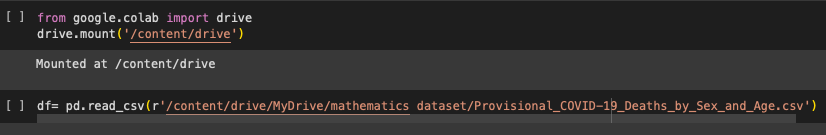 [ ] from google.colab import drive
drive.mount('/content/drive')
Mounted at /content/drive
[ ] df= pd.read_csv(r'/content/drive/MyDrive/mathematics dataset/Provisional_COVID-19_Deaths_by_Sex_and_Age.csv')